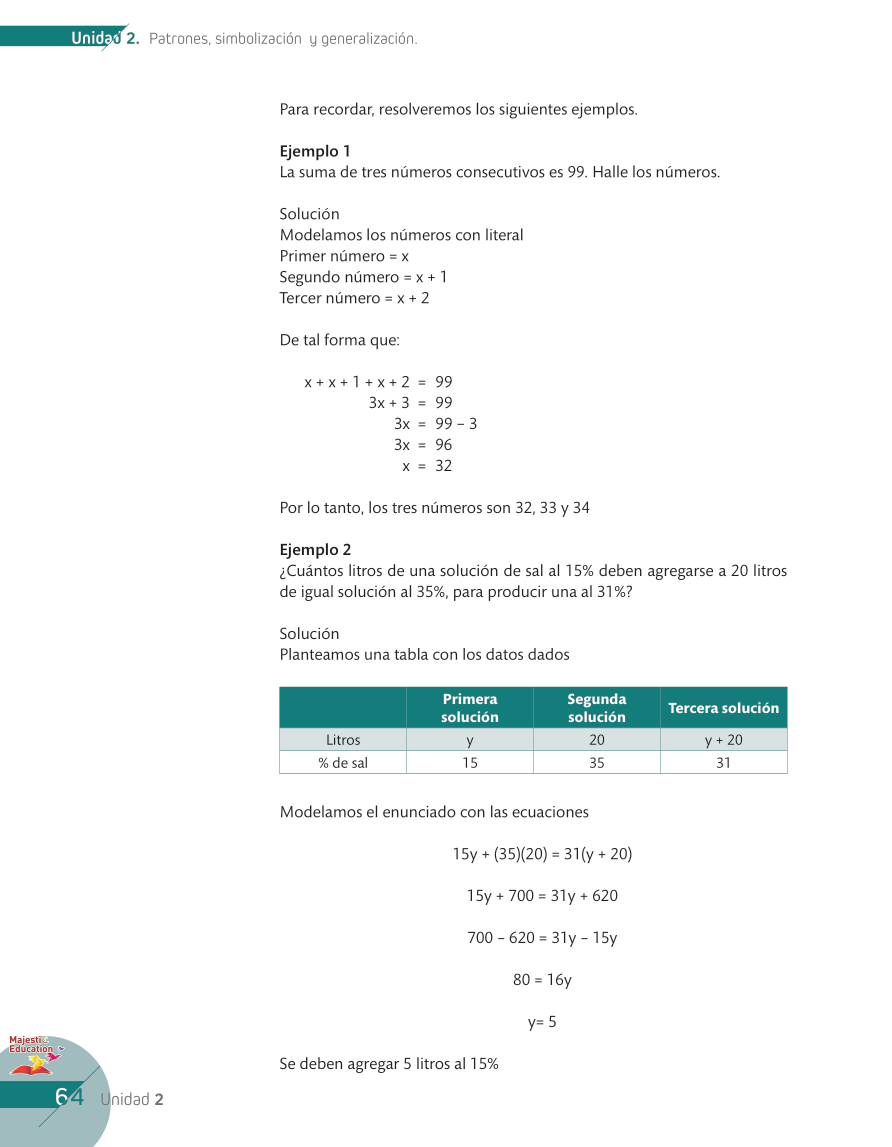 Unidad 2. Patrones, simbolización y generalización.
Para recordar, resolveremos los siguientes ejemplos.
Ejemplo 1
La suma de tres números consecutivos es 99. Halle los números.
Solución
Modelamos los números con literal
Primer número = x
Segundo número = x + 1
Tercer número = x + 2
De tal forma que:
x + x + 1 + x + 2 = 99
3x + 3 = 99
3x = 99 – 3
3x = 96
x = 32
Por lo tanto, los tres números son 32, 33 y 34
Ejemplo 2
¿Cuántos litros de una solución de sal al 15% deben agregarse a 20 litros
de igual solución al 35%, para producir una al 31%?
Solución
Planteamos una tabla con los datos dados
Primera solución Segunda solución Tercera solución
Litros y 20 y + 20
% de sal 15 35 31
Modelamos el enunciado con las ecuaciones
15y + (35)(20) = 31(y + 20)
15y + 700 = 31y + 620
700 – 620 = 31y – 15y
80 = 16y
y= 5
Se deben agregar 5 litros al 15%
Majestic
Education
64 Unidad 2